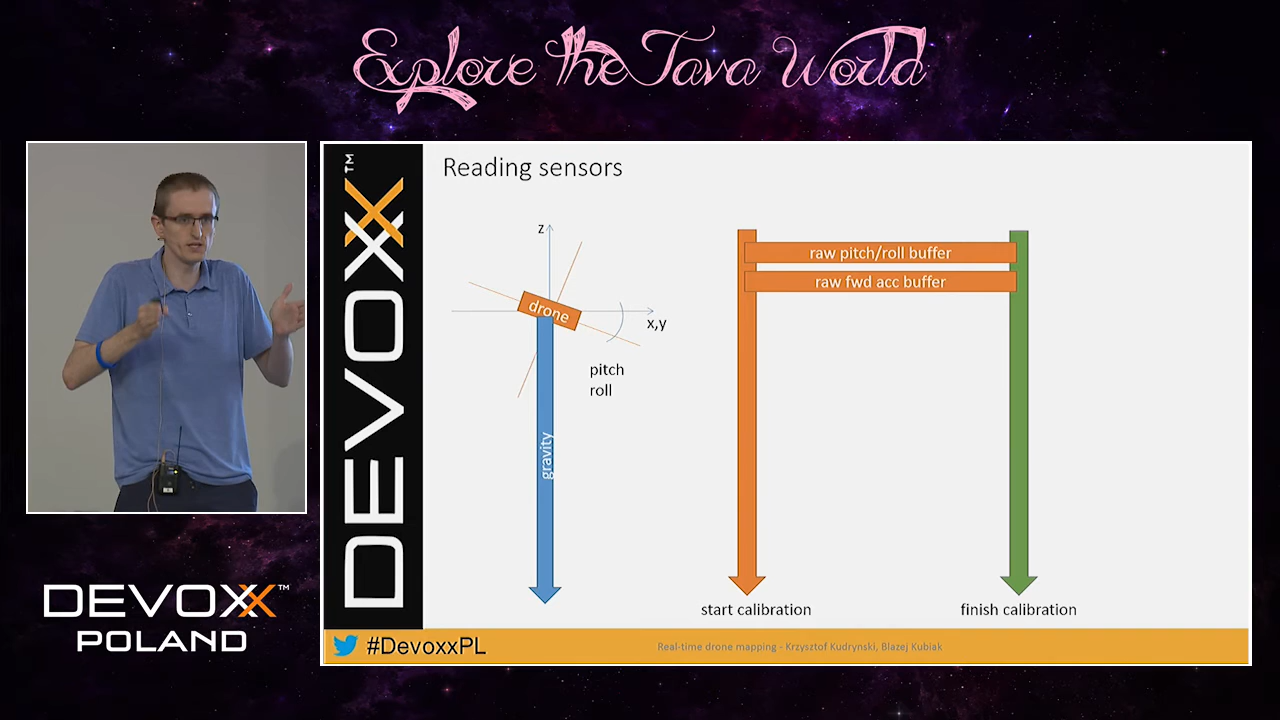 Explore the Java World
DEVOXX™
Reading sensors
z
drone
x,y
pitch
roll
gravity
raw pitch/roll buffer
raw fwd acc buffer
start calibration
finish calibration
#DevoxxPL
Real-time drone mapping - Krzysztof Kudrynski, Blazej Kubiak
DEVOXX™
POLAND